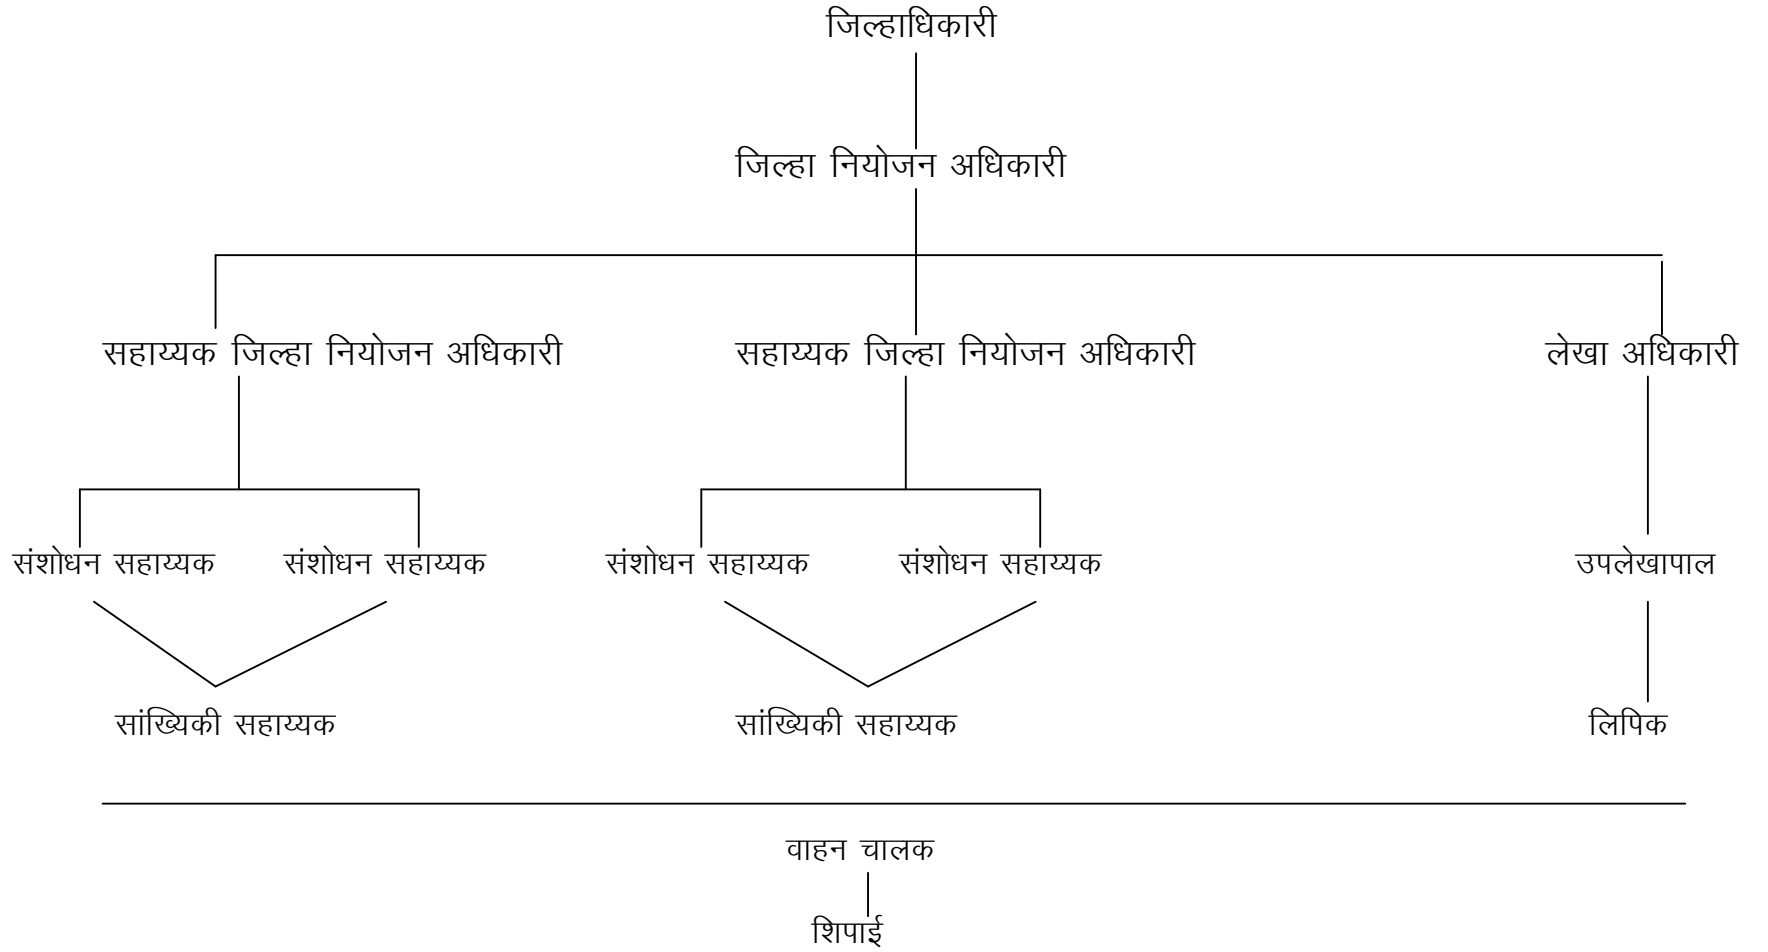 जिल्हाधिकारी
जिल्हा नियोजन अधिकारी
सहाय्यक जिल्हा नियोजन अधिकारी
सहाय्यक जिल्हा नियोजन अधिकारी
लेखा अधिकारी
संशोधन सहाय्यक
संशोधन सहाय्यक
संशोधन सहाय्यक
संशोधन सहाय्यक
उपलेखापाल
सांख्यिकी सहाय्यक
सांख्यिकी सहाय्यक
लिपिक
वाहन चालक
शिपाई